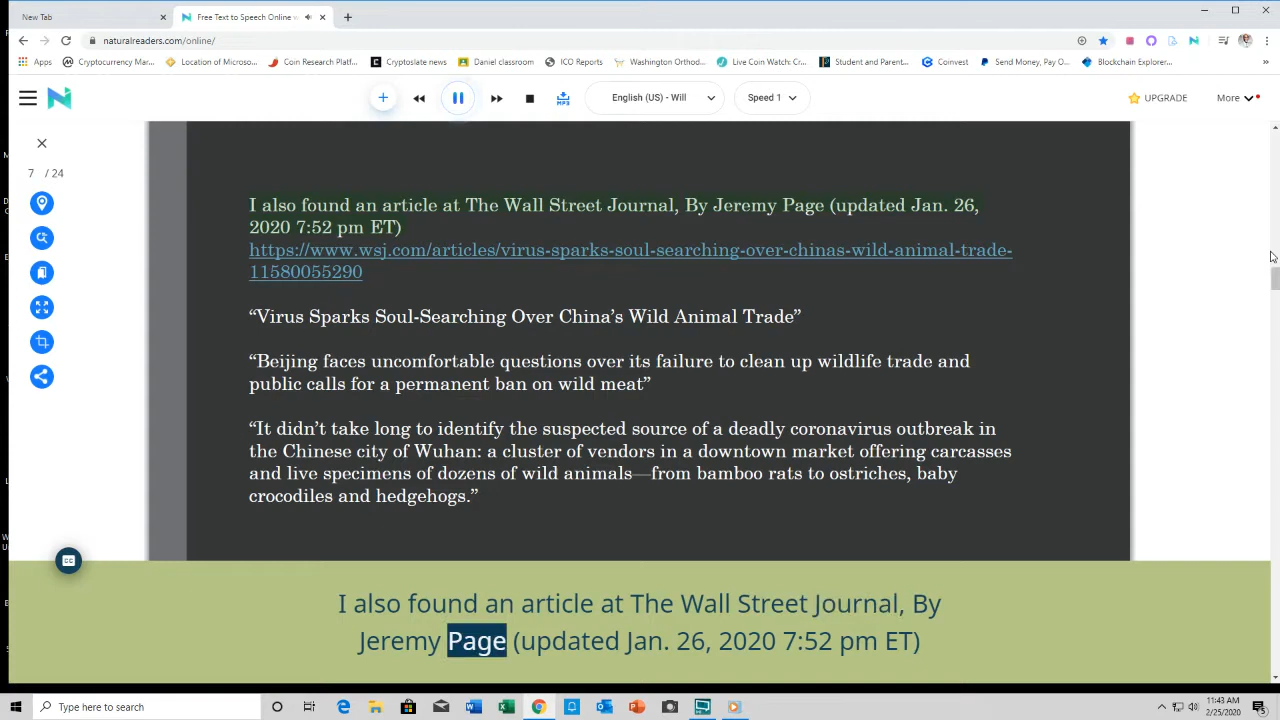 New Tab
Free Text to Speech Online w
naturalreaders.com/online/
Apps Cryptocurrency Mar... Location of Microso... Coin Research Platf... Cryptoslate news Daniel classroom ICO Reports Washington Orthod... Live Coin Watch: Cr... Student and Parent... Coinvest Send Money, Pay O... Blockchain Explorer...
MP3 English (US) - Will Speed 1 UPGRADE More
7 / 24
I also found an article at The Wall Street Journal, By Jeremy Page (updated Jan. 26,
2020 7:52 pm ET)
https://www.wsj.com/articles/virus-sparks-soul-searching-over-chinas-wild-animal-trade-
11580055290
“Virus Sparks Soul-Searching Over China’s Wild Animal Trade”
“Beijing faces uncomfortable questions over its failure to clean up wildlife trade and
public calls for a permanent ban on wild meat”
“It didn’t take long to identify the suspected source of a deadly coronavirus outbreak in
the Chinese city of Wuhan: a cluster of vendors in a downtown market offering carcasses
and live specimens of dozens of wild animals—from bamboo rats to ostriches, baby
crocodiles and hedgehogs.”
CC
I also found an article at The Wall Street Journal, By
Jeremy Page (updated Jan. 26, 2020 7:52 pm ET)
Type here to search
11:43 AM
2/25/2020
5